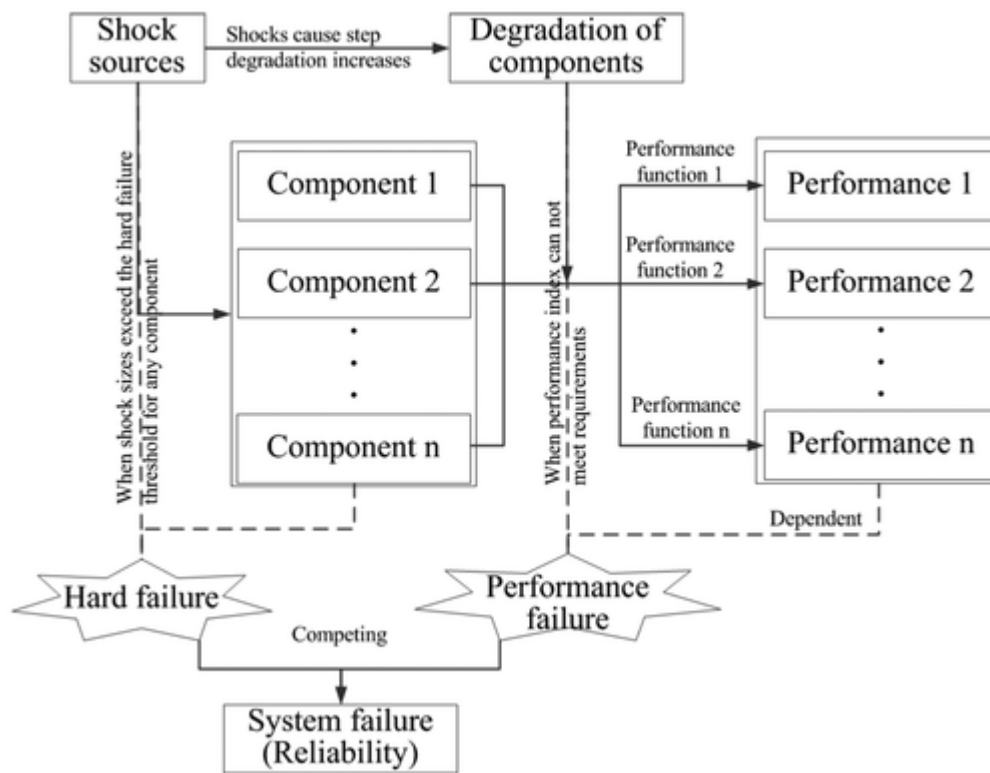 Shock
sources
Shocks cause step
degradation increases
Degradation of
components
When shock sizes exceed the hard failure
threshold for any component
Component 1
Component 2
Component n
When performance index can not
meet requirements
Performance
function 1
Performance
function 2
Performance
function n
Performance 1
Performance 2
Performance n
Dependent
Hard failure
Performance
failure
Competing
System failure
(Reliability)